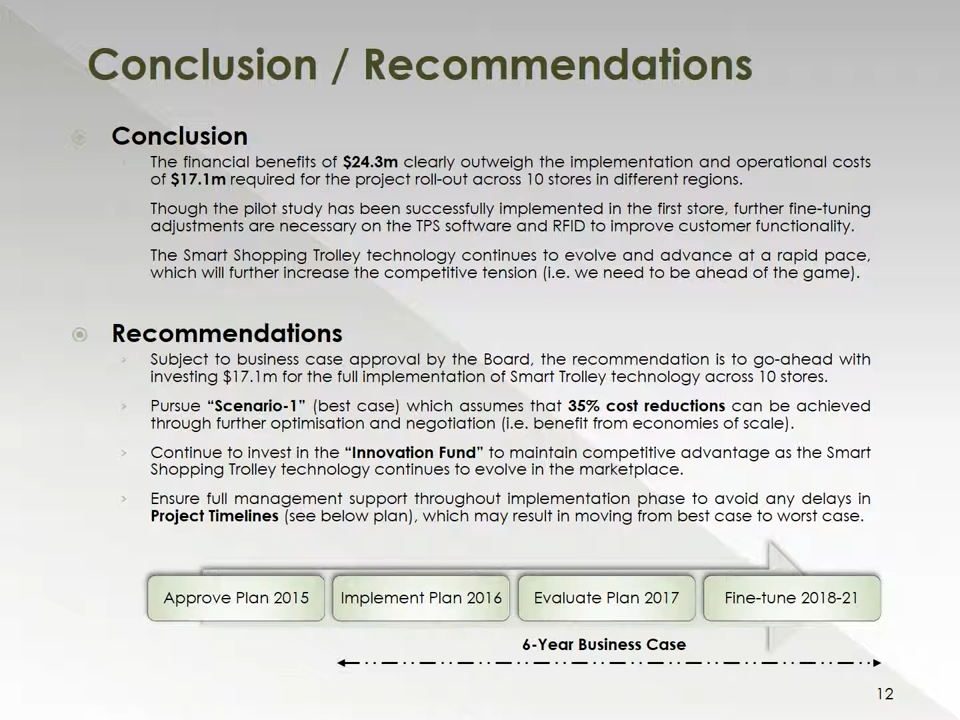 Conclusion / Recommendations
Conclusion
The financial benefits of $24.3m clearly outweigh the implementation and operational costs
of $17.1m required for the project roll-out across 10 stores in different regions.
Though the pilot study has been successfully implemented in the first store, further fine-tuning
adjustments are necessary on the TPS software and RFID to improve customer functionality.
The Smart Shopping Trolley technology continues to evolve and advance at a rapid pace,
which will further increase the competitive tension (i.e. we need to be ahead of the game).
Recommendations
Subject to business case approval by the Board, the recommendation is to go-ahead with
investing $17.1m for the full implementation of Smart Trolley technology across 10 stores.
Pursue “Scenario-1” (best case) which assumes that 35% cost reductions can be achieved
through further optimisation and negotiation (i.e. benefit from economies of scale).
Continue to invest in the “Innovation Fund” to maintain competitive advantage as the Smart
Shopping Trolley technology continues to evolve in the marketplace.
Ensure full management support throughout implementation phase to avoid any delays in
Project Timelines (see below plan), which may result in moving from best case to worst case.
Approve Plan 2015
Implement Plan 2016
Evaluate Plan 2017
Fine-tune 2018-21
6-Year Business Case
12